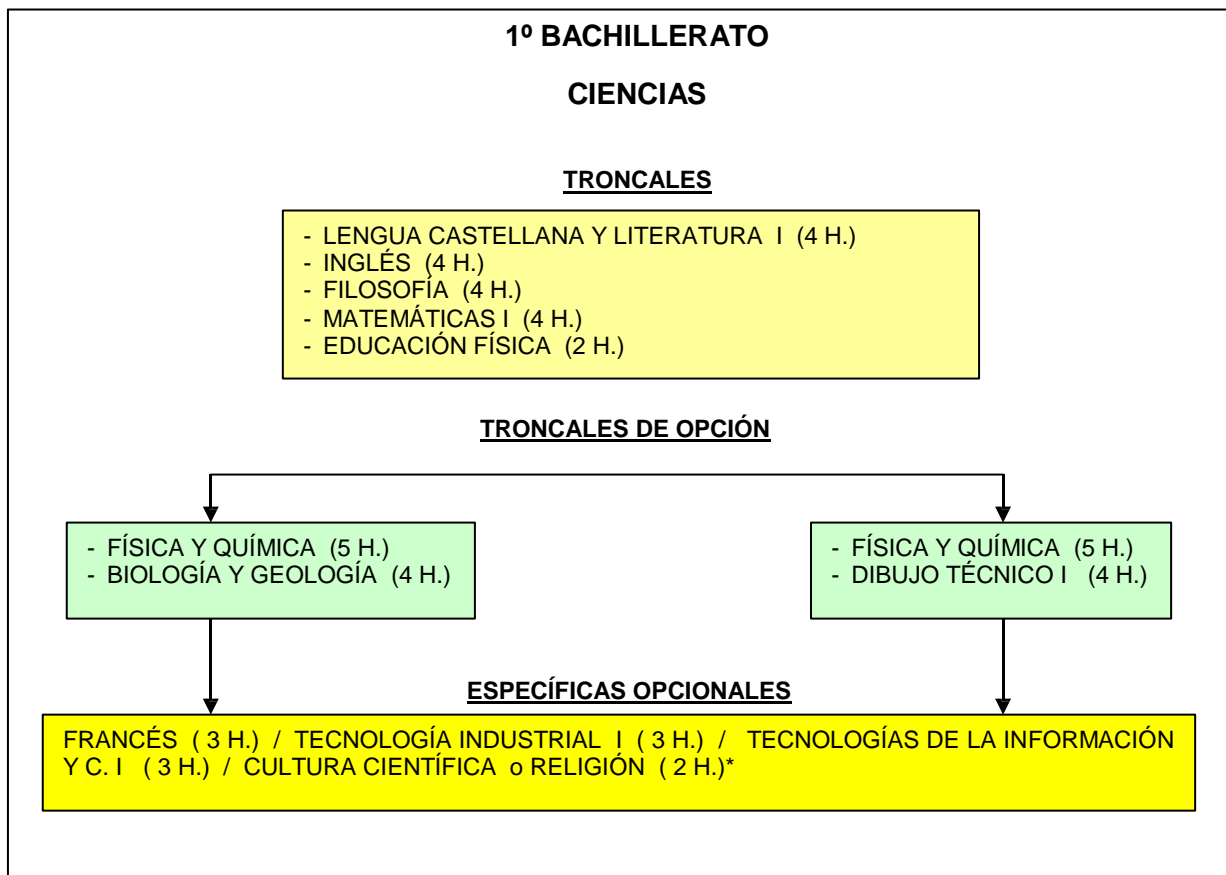 1º BACHILLERATO
CIENCIAS
TRONCALES
- LENGUA CASTELLANA Y LITERATURA I (4 H.)
- INGLÉS (4 H.)
- FILOSOFÍA (4 H.)
- MATEMÁTICAS I (4 H.)
- EDUCACIÓN FÍSICA (2 H.)
TRONCALES DE OPCIÓN
- FÍSICA Y QUÍMICA (5 H.)
- BIOLOGÍA Y GEOLOGÍA (4 H.)
- FÍSICA Y QUÍMICA (5 H.)
- DIBUJO TÉCNICO I (4 H.)
ESPECÍFICAS OPCIONALES
FRANCÉS ( 3 H.) / TECNOLOGÍA INDUSTRIAL I ( 3 H.) / TECNOLOGÍAS DE LA INFORMACIÓN
Y C. I ( 3 H.) / CULTURA CIENTÍFICA o RELIGIÓN ( 2 H.)*